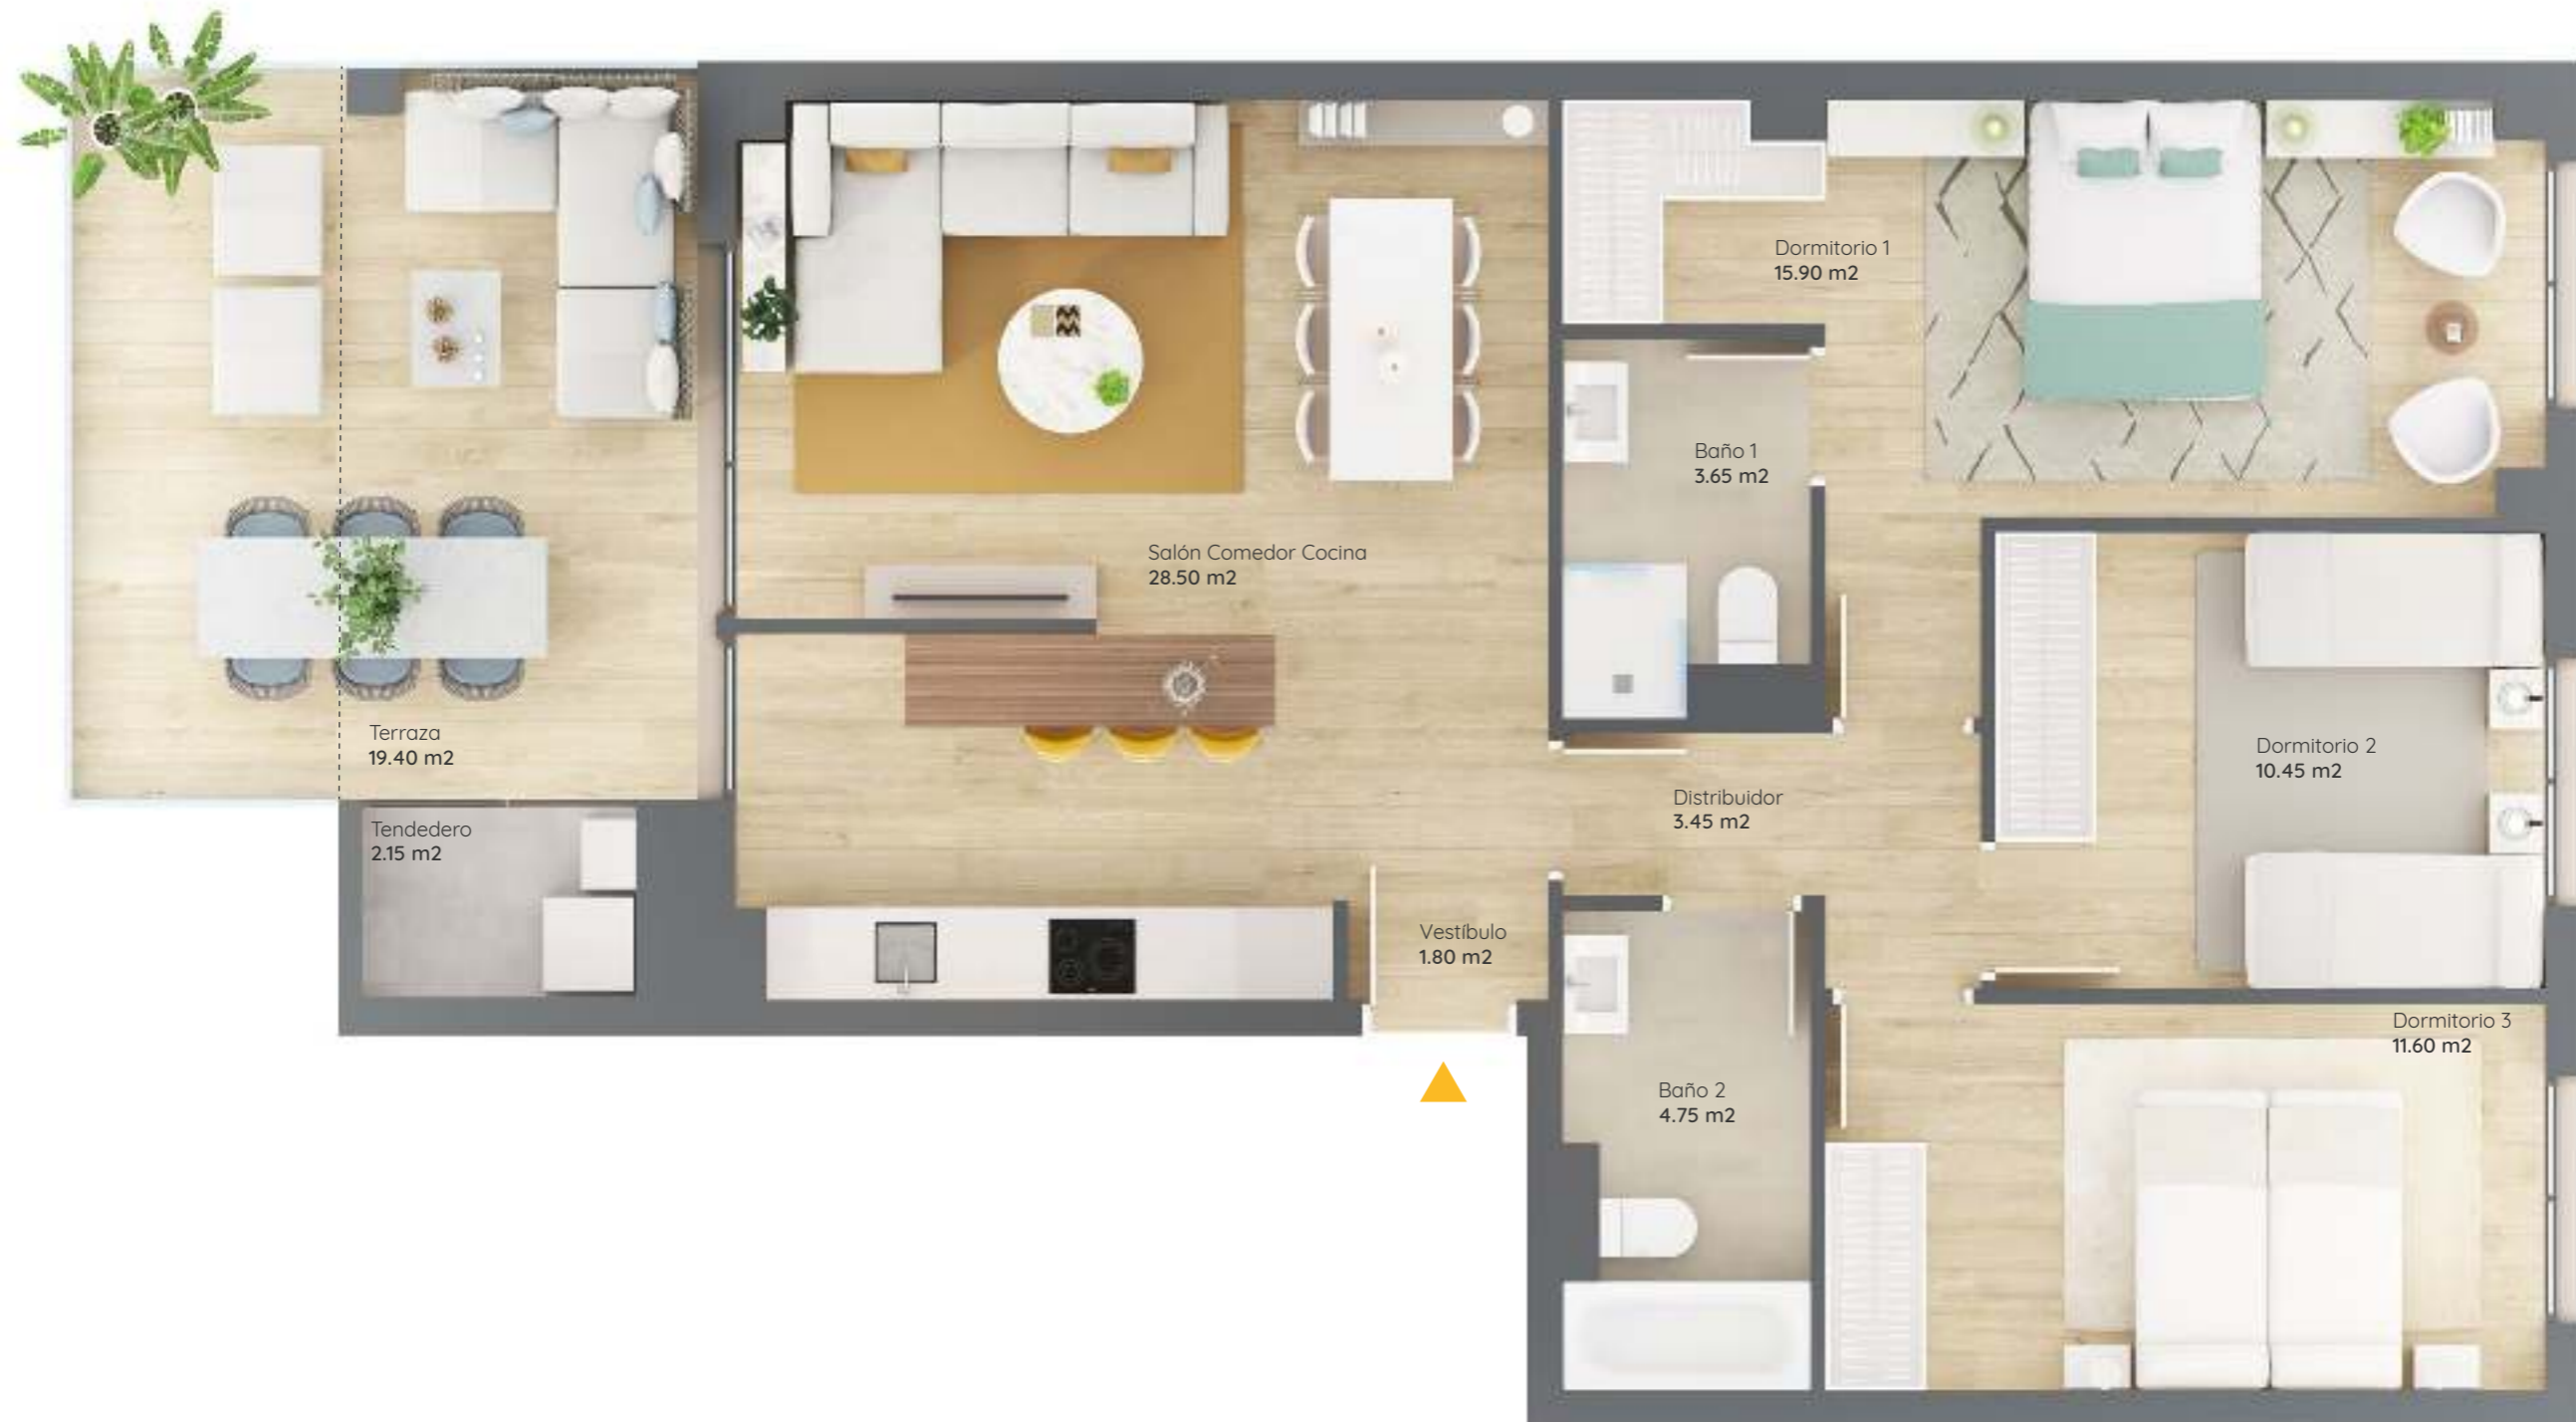 Dormitorio 1
15.90 m2
Baño 1
3.65 m2
Salón Comedor Cocina
28.50 m2
Terraza
19.40 m2
Dormitorio 2
10.45 m2
Distribuidor
3.45 m2
Tendedero
2.15 m2
Vestíbulo
1.80 m2
Dormitorio 3
11.60 m2
Baño 2
4.75 m2